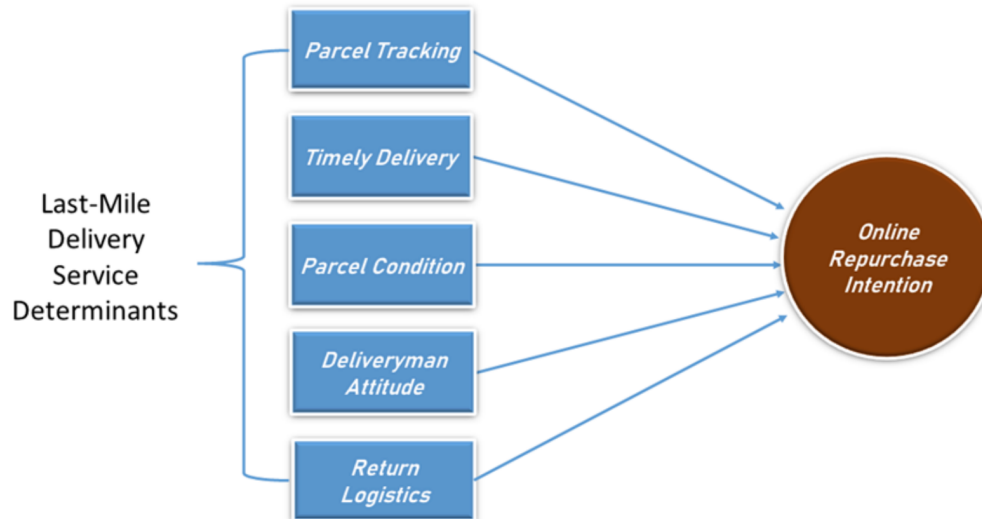 Last-Mile
Delivery
Service
Determinants
Parcel Tracking
Timely Delivery
Parcel Condition
Deliveryman
Attitude
Return
Logistics
Online
Repurchase
Intention